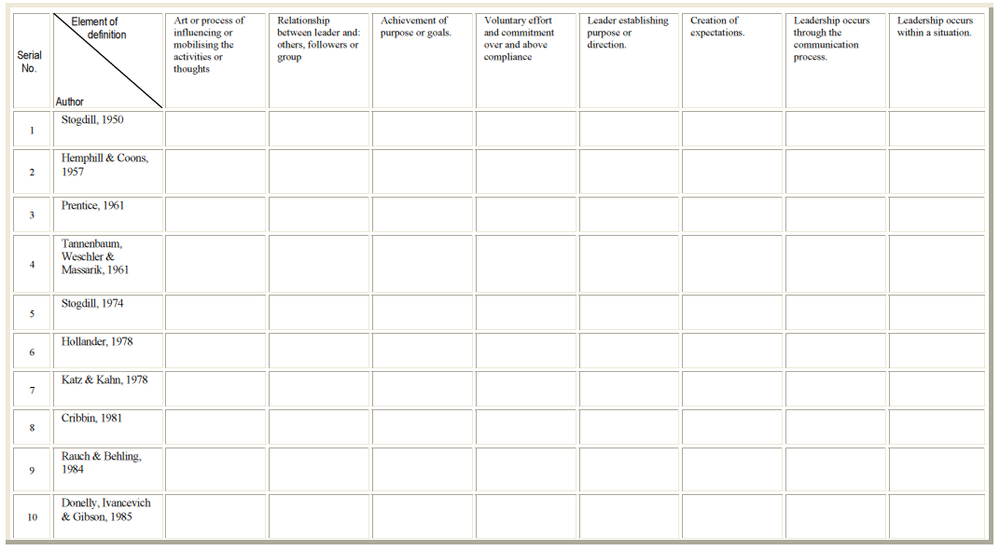 Serial
No.
Element of
definition
Author
Art or process of
influencing or
mobilising the
activities or
thoughts
Relationship
between leader and:
others, followers or
group
Achievement of
purpose or goals.
Voluntary effort
and commitment
over and above
compliance
Leader establishing
purpose or
direction.
Creation of
expectations.
Leadership occurs
through the
communication
process.
Leadership occurs
within a situation.
1
Stogdill, 1950
2
Hemphill & Coons,
1957
3
Prentice, 1961
4
Tannenbaum,
Weschler &
Massarik, 1961
5
Stogdill, 1974
6
Hollander, 1978
7
Katz & Kahn, 1978
8
Cribbin, 1981
9
Rauch & Behling,
1984
10
Donelly, Ivancevich
& Gibson, 1985